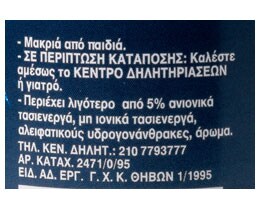 - Μακριά από παιδιά.
- ΣΕ ΠΕΡΙΠΤΩΣΗ ΚΑΤΑΠΟΣΗΣ: Καλέστε
αμέσως το ΚΕΝΤΡΟ ΔΗΛΗΤΗΡΙΑΣΕΩΝ
ή γιατρό.
- Περιέχει λιγότερο από 5% ανιονικά
τασιενεργά, μη ιονικά τασιενεργά,
αλειφατικούς υδρογονάνθρακες, άρωμα.
ΤΗΛ. ΚΕΝ. ΔΗΛΗΤ.: 210 7793777
ΑΡ. ΚΑΤΑΧ. 2471/0/95
ΕΙΔ. ΑΔ. ΕΡΓ. Γ. Χ. Κ. ΘΗΒΩΝ 1/1995